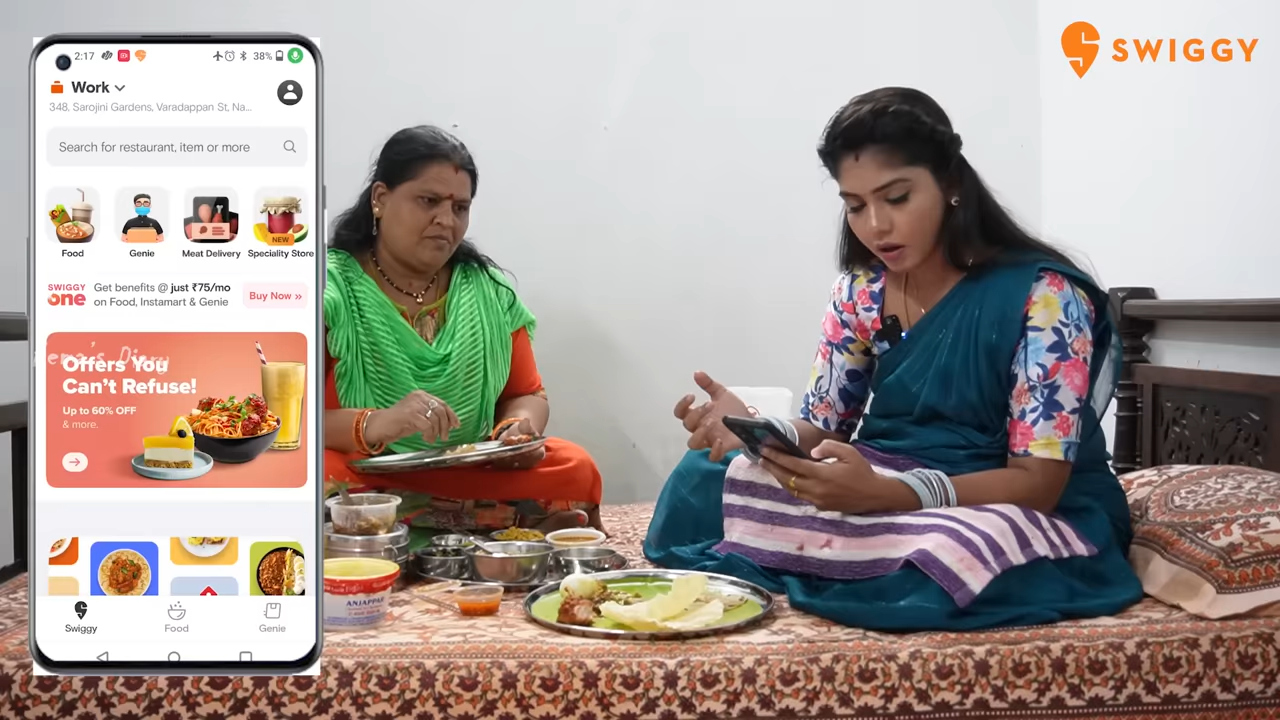 2:17
38%
Work
348, Sarojini Gardens, Varadappan St, Na...
Search for restaurant, item or more
Food
Genie
Meat Delivery
NEW
Speciality Store
SWIGGY
one
Get benefits @ just ₹75/mo
on Food, Instamart & Genie
Buy Now »
Offers You
Can't Refuse!
Up to 60% OFF
& more.
Swiggy
Food
Genie
SWIGGY
ANJAPPAR